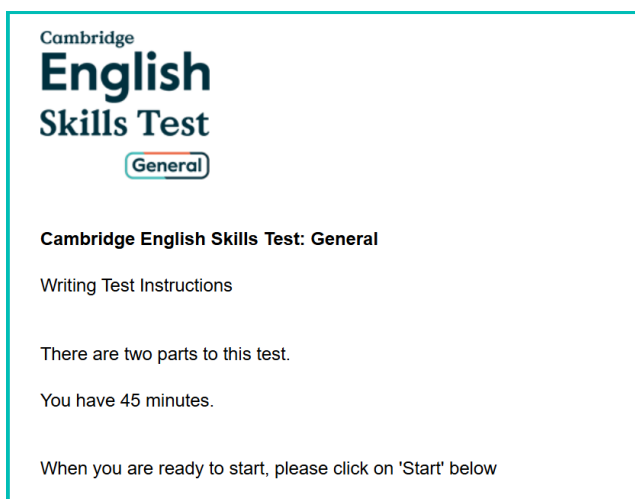 Cambridge
English
Skills Test
General
Cambridge English Skills Test: General
Writing Test Instructions
There are two parts to this test.
You have 45 minutes.
When you are ready to start, please click on 'Start' below